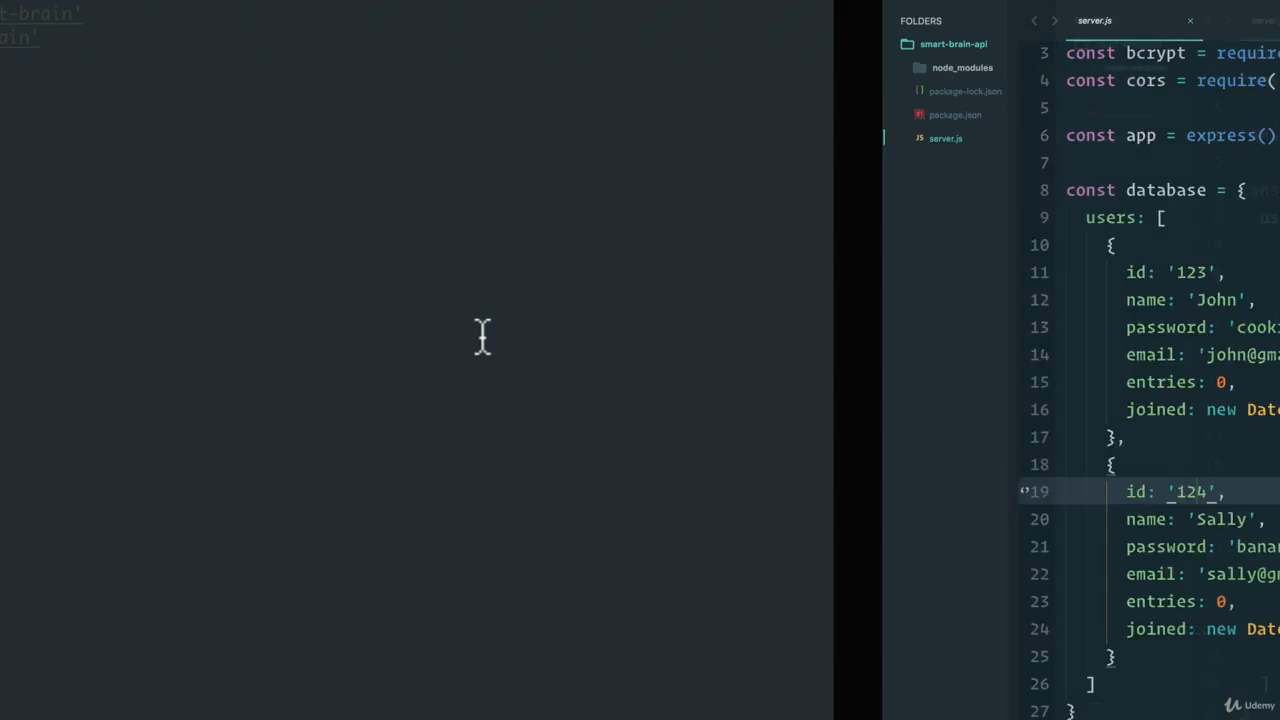 t-brain'
ain'
FOLDERS
smart-brain-api
node_modules
package-lock.json
package.json
JS server.js
server.js ×
3 const bcrypt = require
4 const cors = require(
5
6 const app = express()
7
8 const database = {
9 users: [
10 {
11 id: '123',
12 name: 'John',
13 password: 'cooki
14 email: 'john@gma
15 entries: 0,
16 joined: new Date
17 },
18 {
19 id: '124',
20 name: 'Sally',
21 password: 'banan
22 email: 'sally@gm
23 entries: 0,
24 joined: new Date
25 }
26 ]
27 }
Udemy